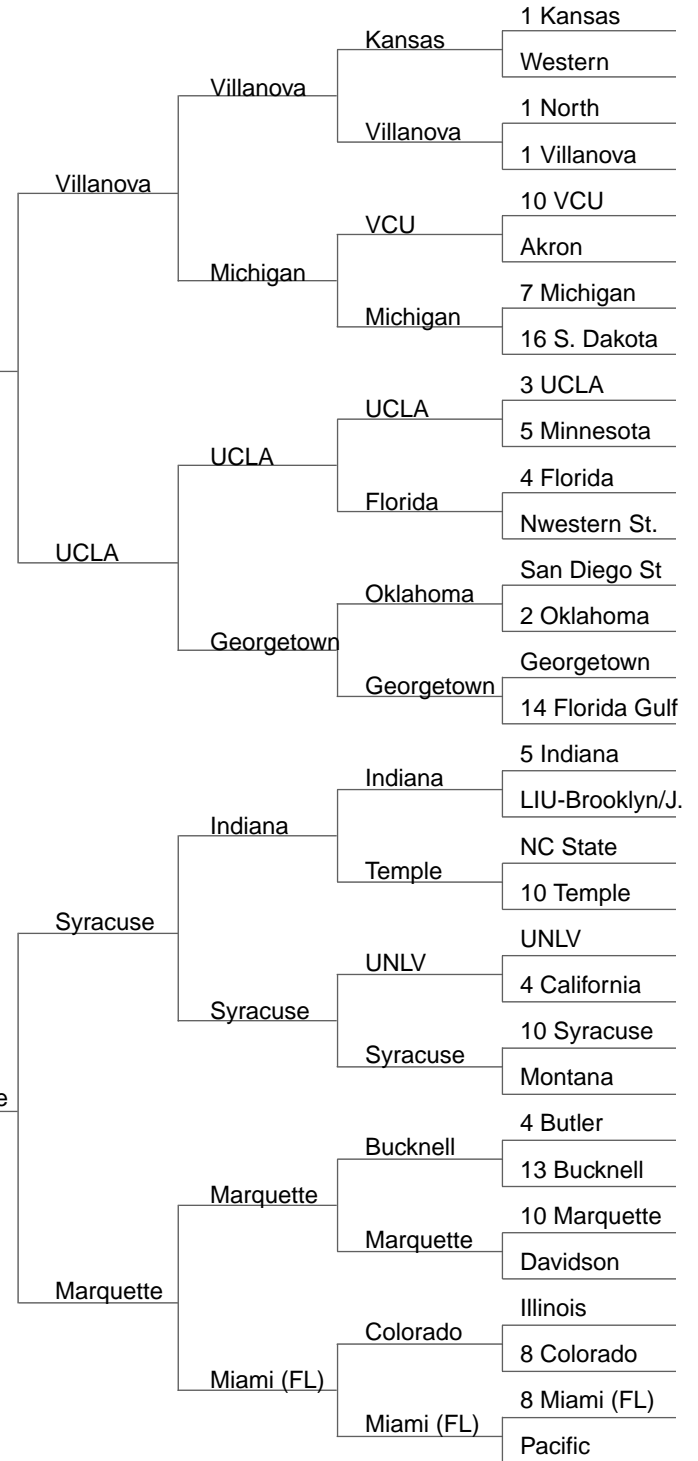 1 Kansas
Kansas
Western
Villanova
1 North
Villanova
1 Villanova
Villanova
10 VCU
VCU
Akron
Michigan
7 Michigan
Michigan
16 S. Dakota
3 UCLA
UCLA
5 Minnesota
UCLA
4 Florida
Florida
Nwestern St.
UCLA
San Diego St
Oklahoma
2 Oklahoma
Georgetown
Georgetown
Georgetown
14 Florida Gulf
5 Indiana
Indiana
LIU-Brooklyn/J.
Indiana
NC State
Temple
10 Temple
Syracuse
UNLV
UNLV
4 California
Syracuse
10 Syracuse
Syracuse
Montana
e
4 Butler
Bucknell
13 Bucknell
Marquette
10 Marquette
Marquette
Davidson
Marquette
Illinois
Colorado
8 Colorado
Miami (FL)
8 Miami (FL)
Miami (FL)
Pacific